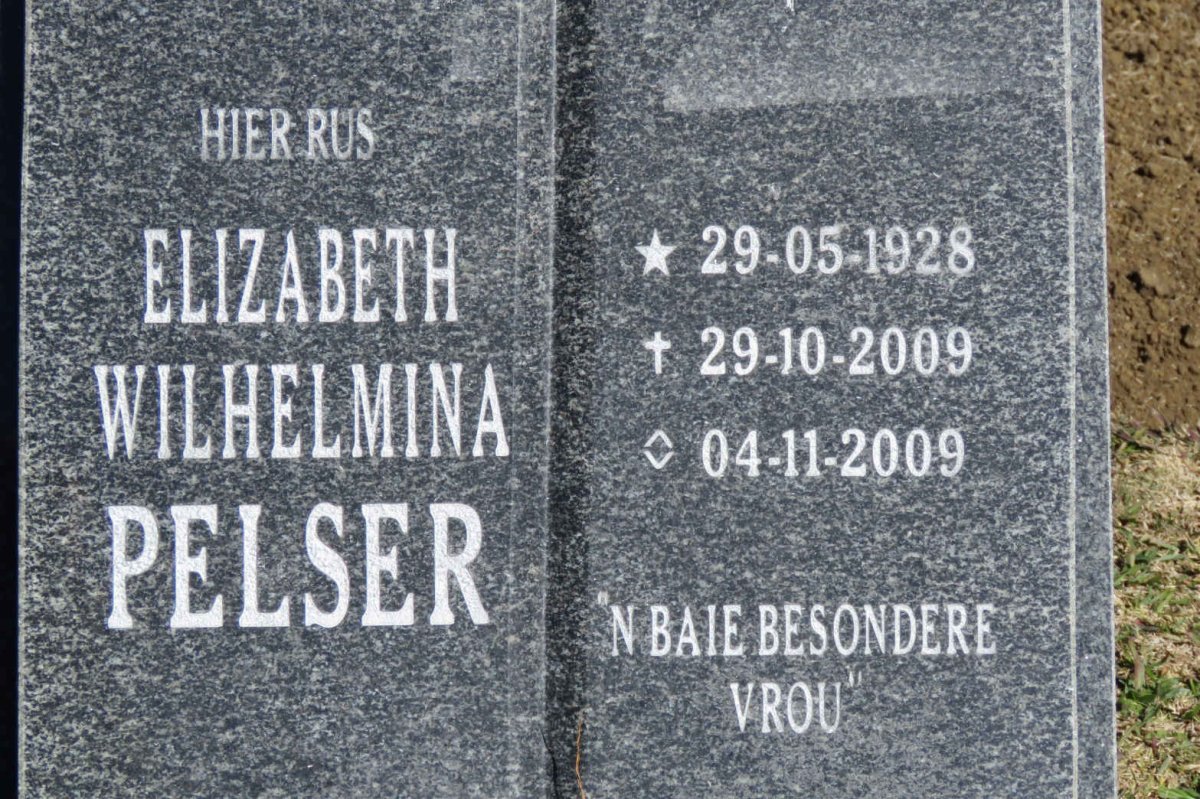 HIER RUS
ELIZABETH
WILHELMINA
PELSER
★ 29-05-1928
✝ 29-10-2009
◊ 04-11-2009
"'N BAIE BESONDERE
VROU"